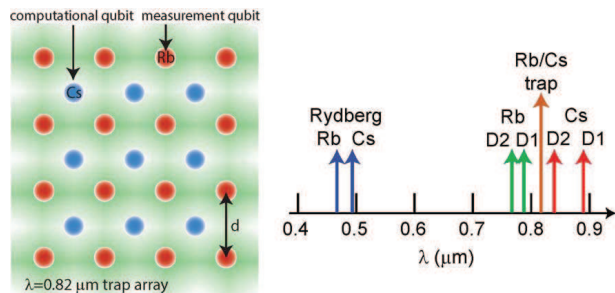 computational qubit
measurement qubit
Rb
Cs
d
λ=0.82 μm trap array
Rb/Cs
trap
Rydberg
Rb Cs
Rb
D2 D1
Cs
D2 D1
0.4 0.5 0.6 0.7 0.8 0.9
λ (μm)